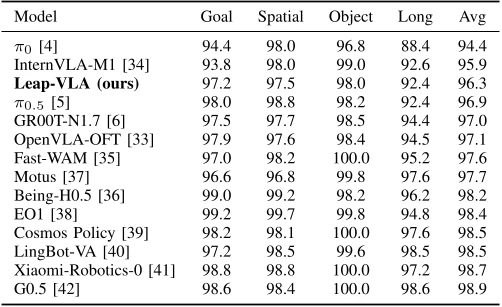 Model Goal Spatial Object Long Avg
π0 [4] 94.4 98.0 96.8 88.4 94.4
InternVLA-M1 [34] 93.8 98.0 99.0 92.6 95.9
Leap-VLA (ours) 97.2 97.5 98.0 92.4 96.3
π0.5 [5] 98.0 98.8 98.2 92.4 96.9
GR00T-N1.7 [6] 97.5 97.7 98.5 94.4 97.0
OpenVLA-OFT [33] 97.9 97.6 98.4 94.5 97.1
Fast-WAM [35] 97.0 98.2 100.0 95.2 97.6
Motus [37] 96.6 96.8 99.8 97.6 97.7
Being-H0.5 [36] 99.0 99.2 98.2 96.2 98.2
EO1 [38] 99.2 99.7 99.8 94.8 98.4
Cosmos Policy [39] 98.2 98.1 100.0 97.6 98.5
LingBot-VA [40] 97.2 98.5 99.6 98.5 98.5
Xiaomi-Robotics-0 [41] 98.8 98.8 100.0 97.2 98.7
G0.5 [42] 98.6 98.4 100.0 98.6 98.9